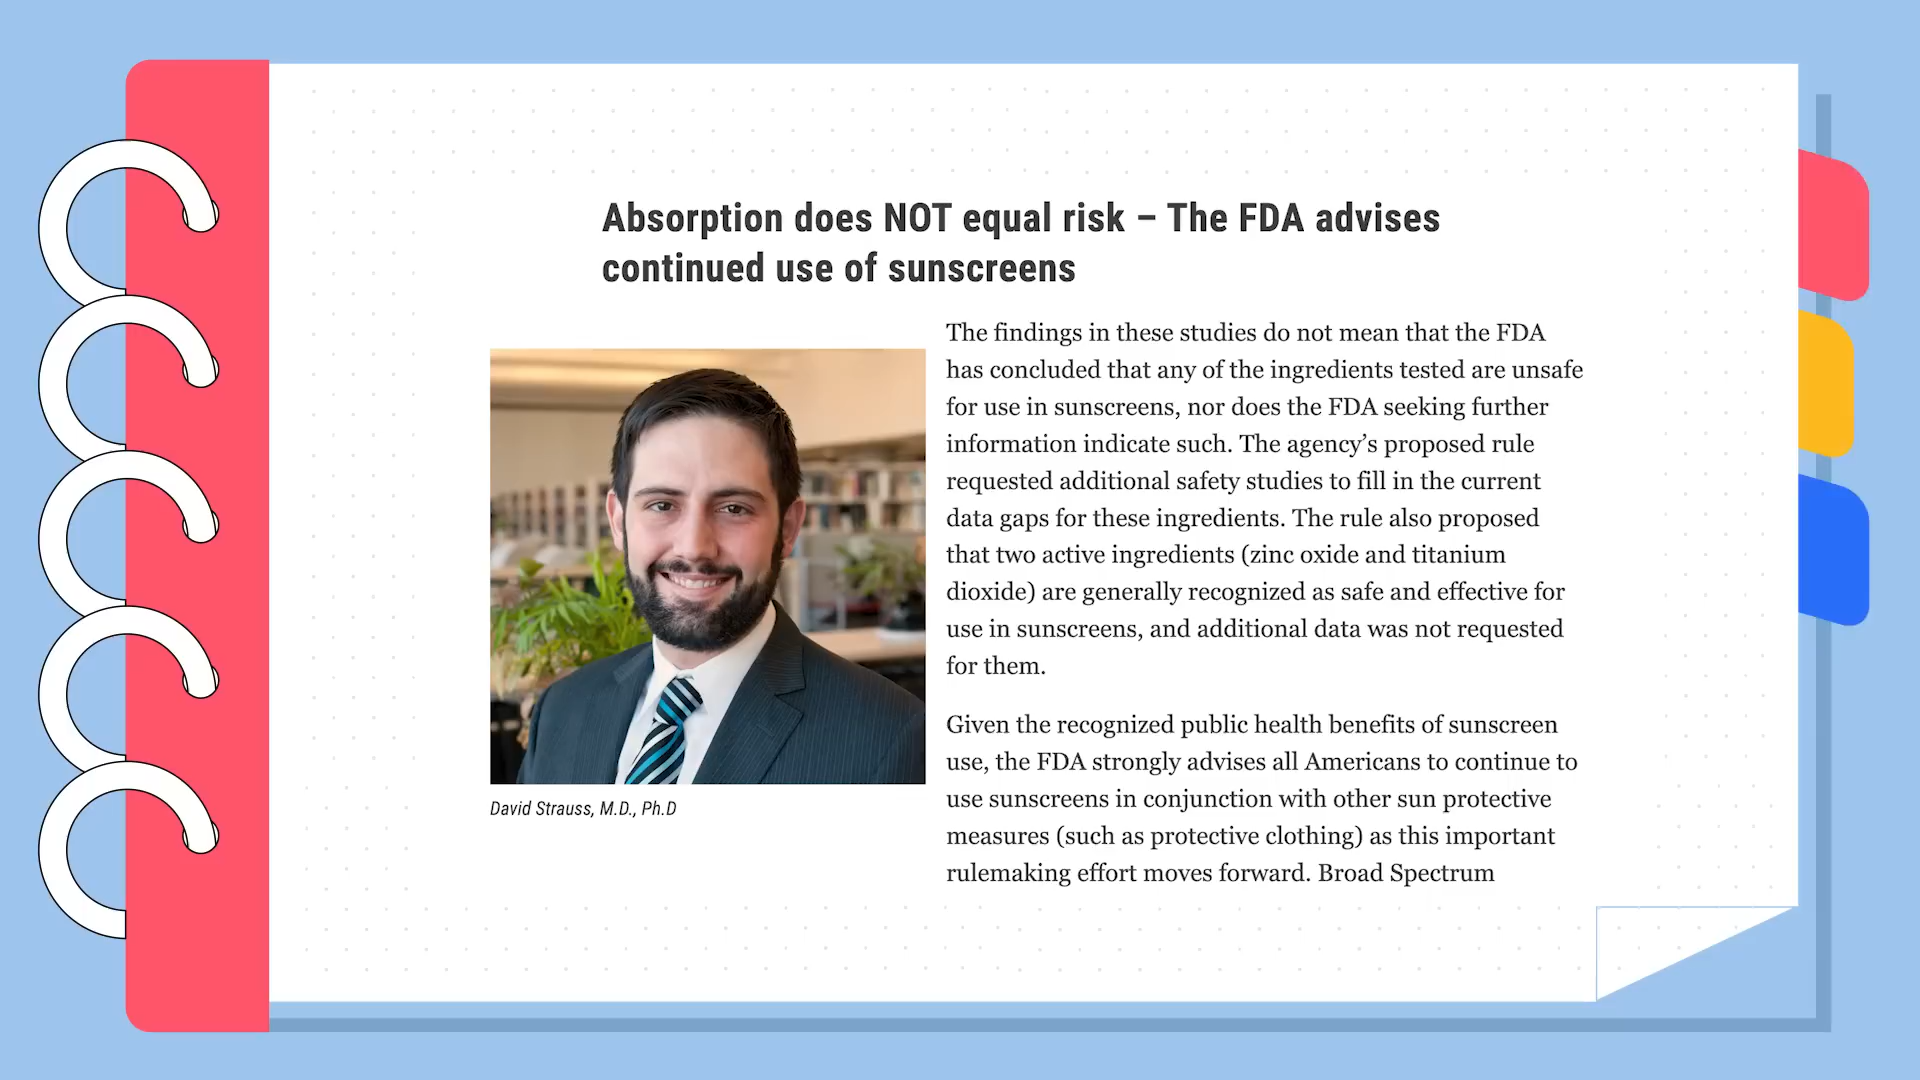 Absorption does NOT equal risk – The FDA advises
continued use of sunscreens
The findings in these studies do not mean that the FDA
has concluded that any of the ingredients tested are unsafe
for use in sunscreens, nor does the FDA seeking further
information indicate such. The agency’s proposed rule
requested additional safety studies to fill in the current
data gaps for these ingredients. The rule also proposed
that two active ingredients (zinc oxide and titanium
dioxide) are generally recognized as safe and effective for
use in sunscreens, and additional data was not requested
for them.
Given the recognized public health benefits of sunscreen
use, the FDA strongly advises all Americans to continue to
use sunscreens in conjunction with other sun protective
measures (such as protective clothing) as this important
rulemaking effort moves forward. Broad Spectrum
David Strauss, M.D., Ph.D